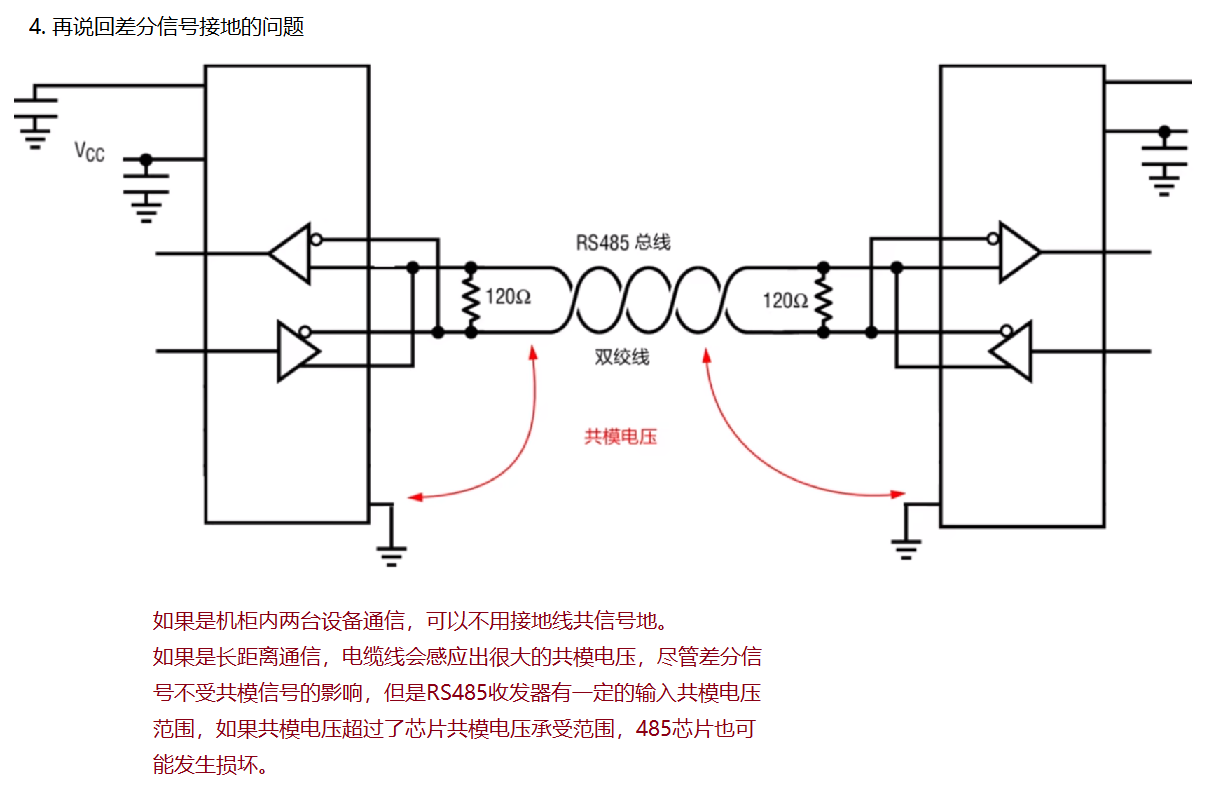 4. 再说回差分信号接地的问题
VCC
RS485 总线
120Ω
120Ω
双绞线
共模电压
如果是机柜内两台设备通信，可以不用接地线共信号地。
如果是长距离通信，电缆线会感应出很大的共模电压，尽管差分信
号不受共模信号的影响，但是RS485收发器有一定的输入共模电压
范围，如果共模电压超过了芯片共模电压承受范围，485芯片也可
能发生损坏。